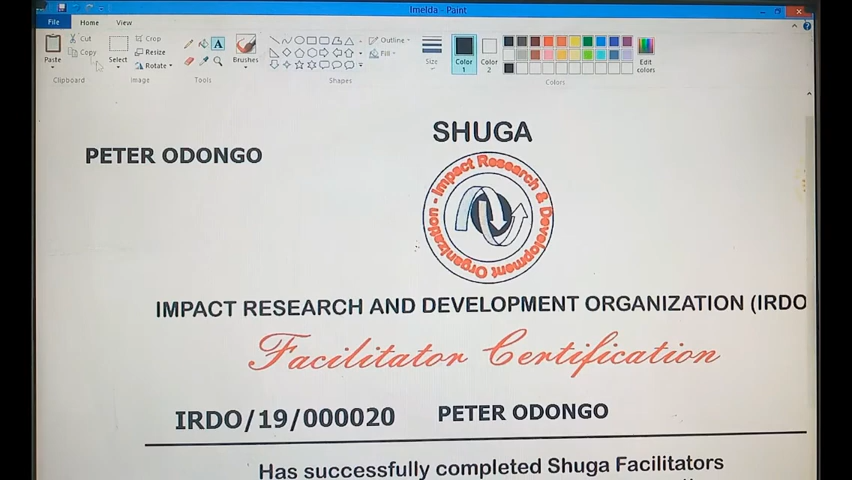 Imelda - Paint
File Home View
Paste
Cut
Copy
Clipboard
Select
Crop
Resize
Rotate
Image
A
Tools
Brushes
Outline
Fill
Shapes
Size
Color
1
Color
2
Edit
colors
Colors
SHUGA
PETER ODONGO
Impact Research & Development Organization -
IMPACT RESEARCH AND DEVELOPMENT ORGANIZATION (IRDO
Facilitator Certification
IRDO/19/000020 PETER ODONGO
Has successfully completed Shuga Facilitators